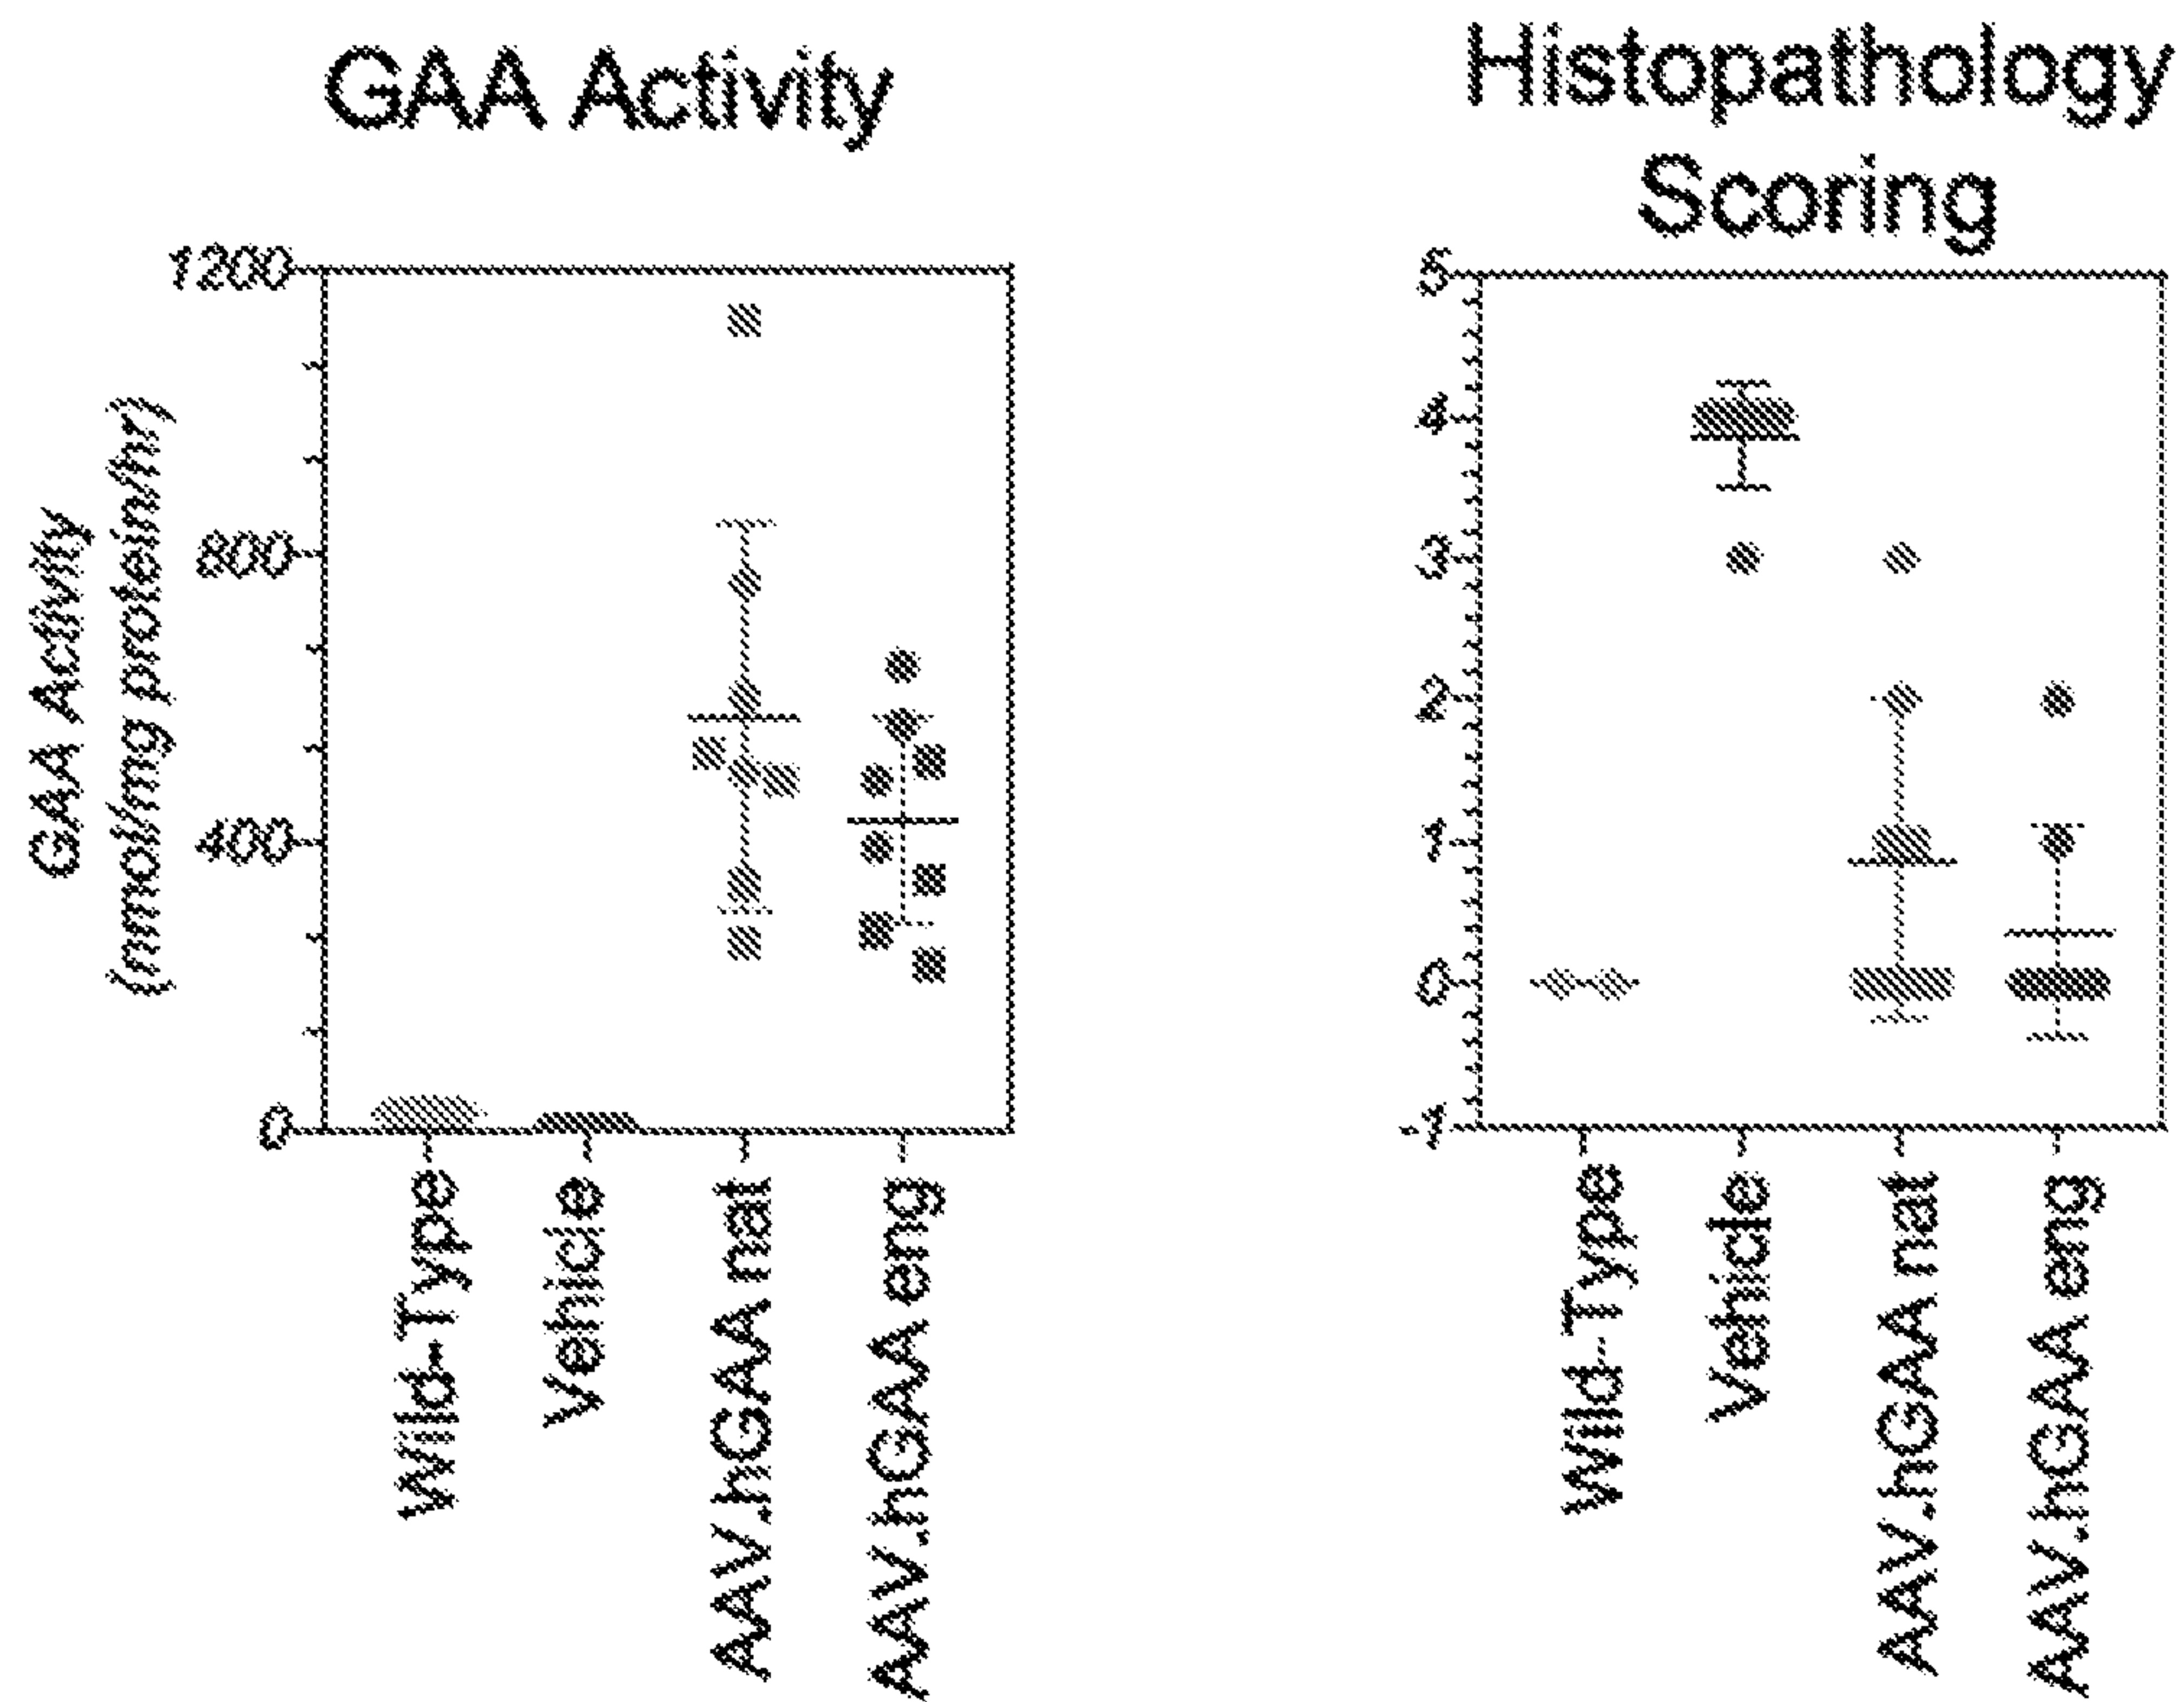 GAA Activity
GAA Activity
(nmol/mg protein/hr)
1200
800
400
0
Wild-Type
Vehicle
AAV.hGAA nat
AAV.hGAA eng
Histopathology
Scoring
5
4
3
2
1
0
-1
Wild-Type
Vehicle
AAV.hGAA nat
AAV.hGAA eng